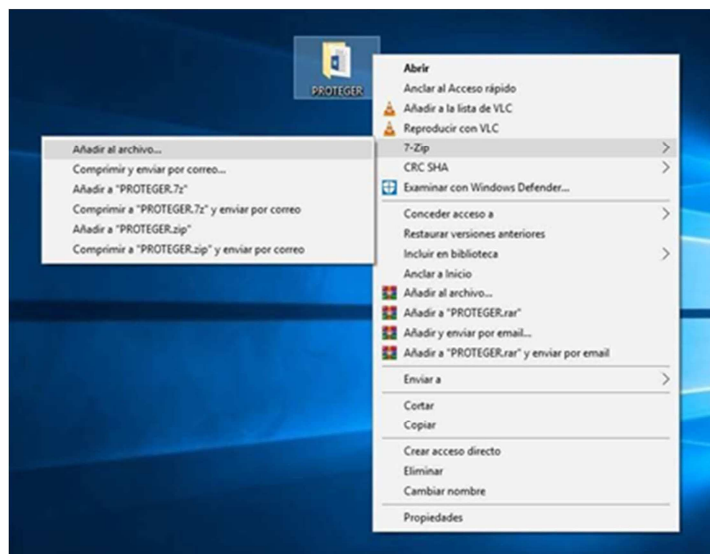 PROTEGER
Abrir
Anclar al Acceso rápido
Añadir a la lista de VLC
Reproducir con VLC
7-Zip
CRC SHA
Examinar con Windows Defender...
Conceder acceso a
Restaurar versiones anteriores
Incluir en biblioteca
Anclar a Inicio
Añadir al archivo...
Añadir a "PROTEGER.rar"
Añadir y enviar por email...
Añadir a "PROTEGER.rar" y enviar por email
Enviar a
Cortar
Copiar
Crear acceso directo
Eliminar
Cambiar nombre
Propiedades
Añadir al archivo...
Comprimir y enviar por correo...
Añadir a "PROTEGER.7z"
Comprimir a "PROTEGER.7z" y enviar por correo
Añadir a "PROTEGER.zip"
Comprimir a "PROTEGER.zip" y enviar por correo